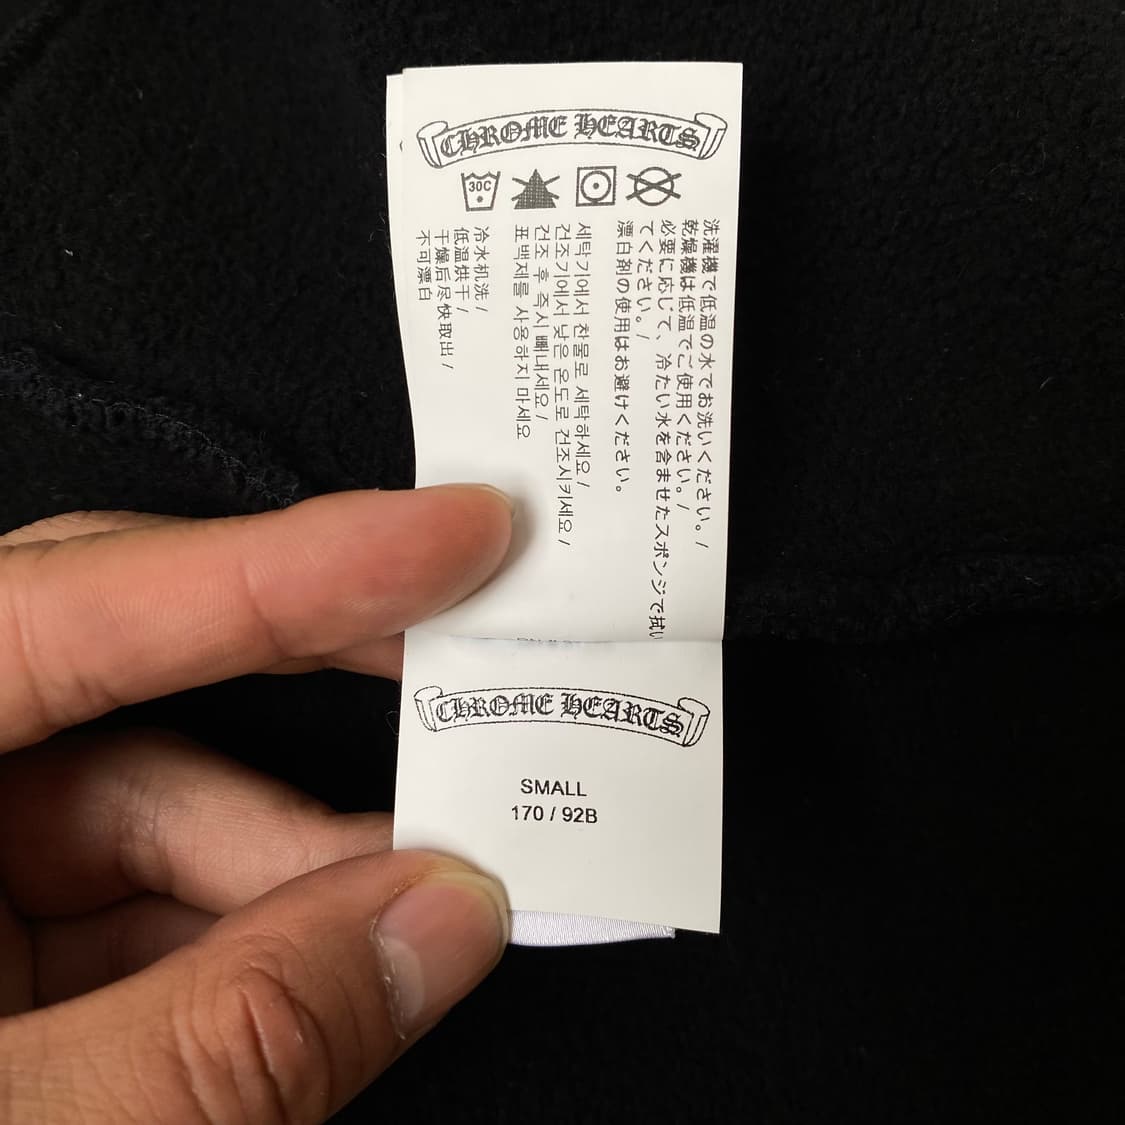 CHROME HEARTS
30C
洗濯機で低温の水でお洗いください。/
乾燥機は低温でご使用ください。/
必要に応じて、冷たい水を含ませたスポンジで拭い
てください。/
漂白剤の使用はお避けください。
세탁기에서 찬물로 세탁하세요 /
건조기에서 낮은 온도로 건조시키세요 /
건조 후 즉시 빼내세요 /
표백제를 사용하지 마세요
冷水机洗 /
低温烘干 /
干燥后尽快取出 /
不可漂白
CHROME HEARTS
SMALL
170 / 92B